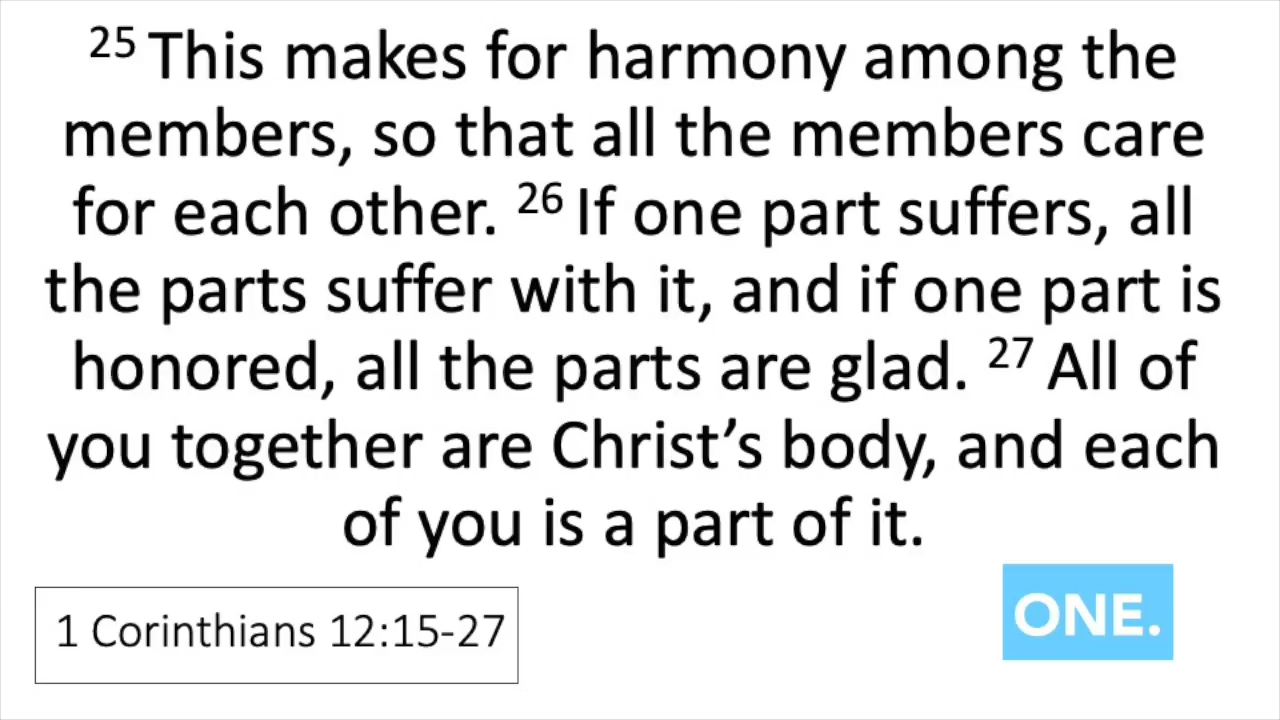 25 This makes for harmony among the
members, so that all the members care
for each other. 26 If one part suffers, all
the parts suffer with it, and if one part is
honored, all the parts are glad. 27 All of
you together are Christ’s body, and each
of you is a part of it.
1 Corinthians 12:15-27
ONE.